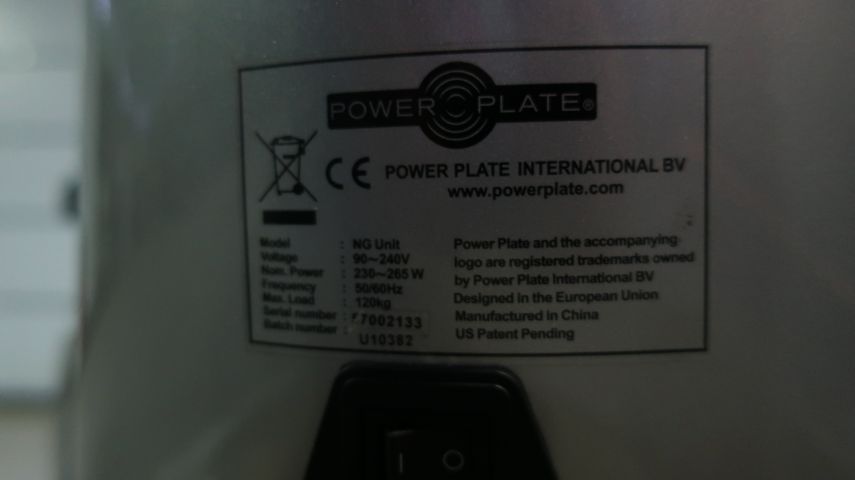 POWER PLATE®
CE
POWER PLATE INTERNATIONAL BV
www.powerplate.com
Model : NG Unit
Voltage : 90~240V
Nom. Power : 230~265 W
Frequency : 50/60Hz
Max. Load : 120kg
Serial number : 7002133
Batch number : U10382
Power Plate and the accompanying
logo are registered trademarks owned
by Power Plate International BV
Designed in the European Union
Manufactured in China
US Patent Pending